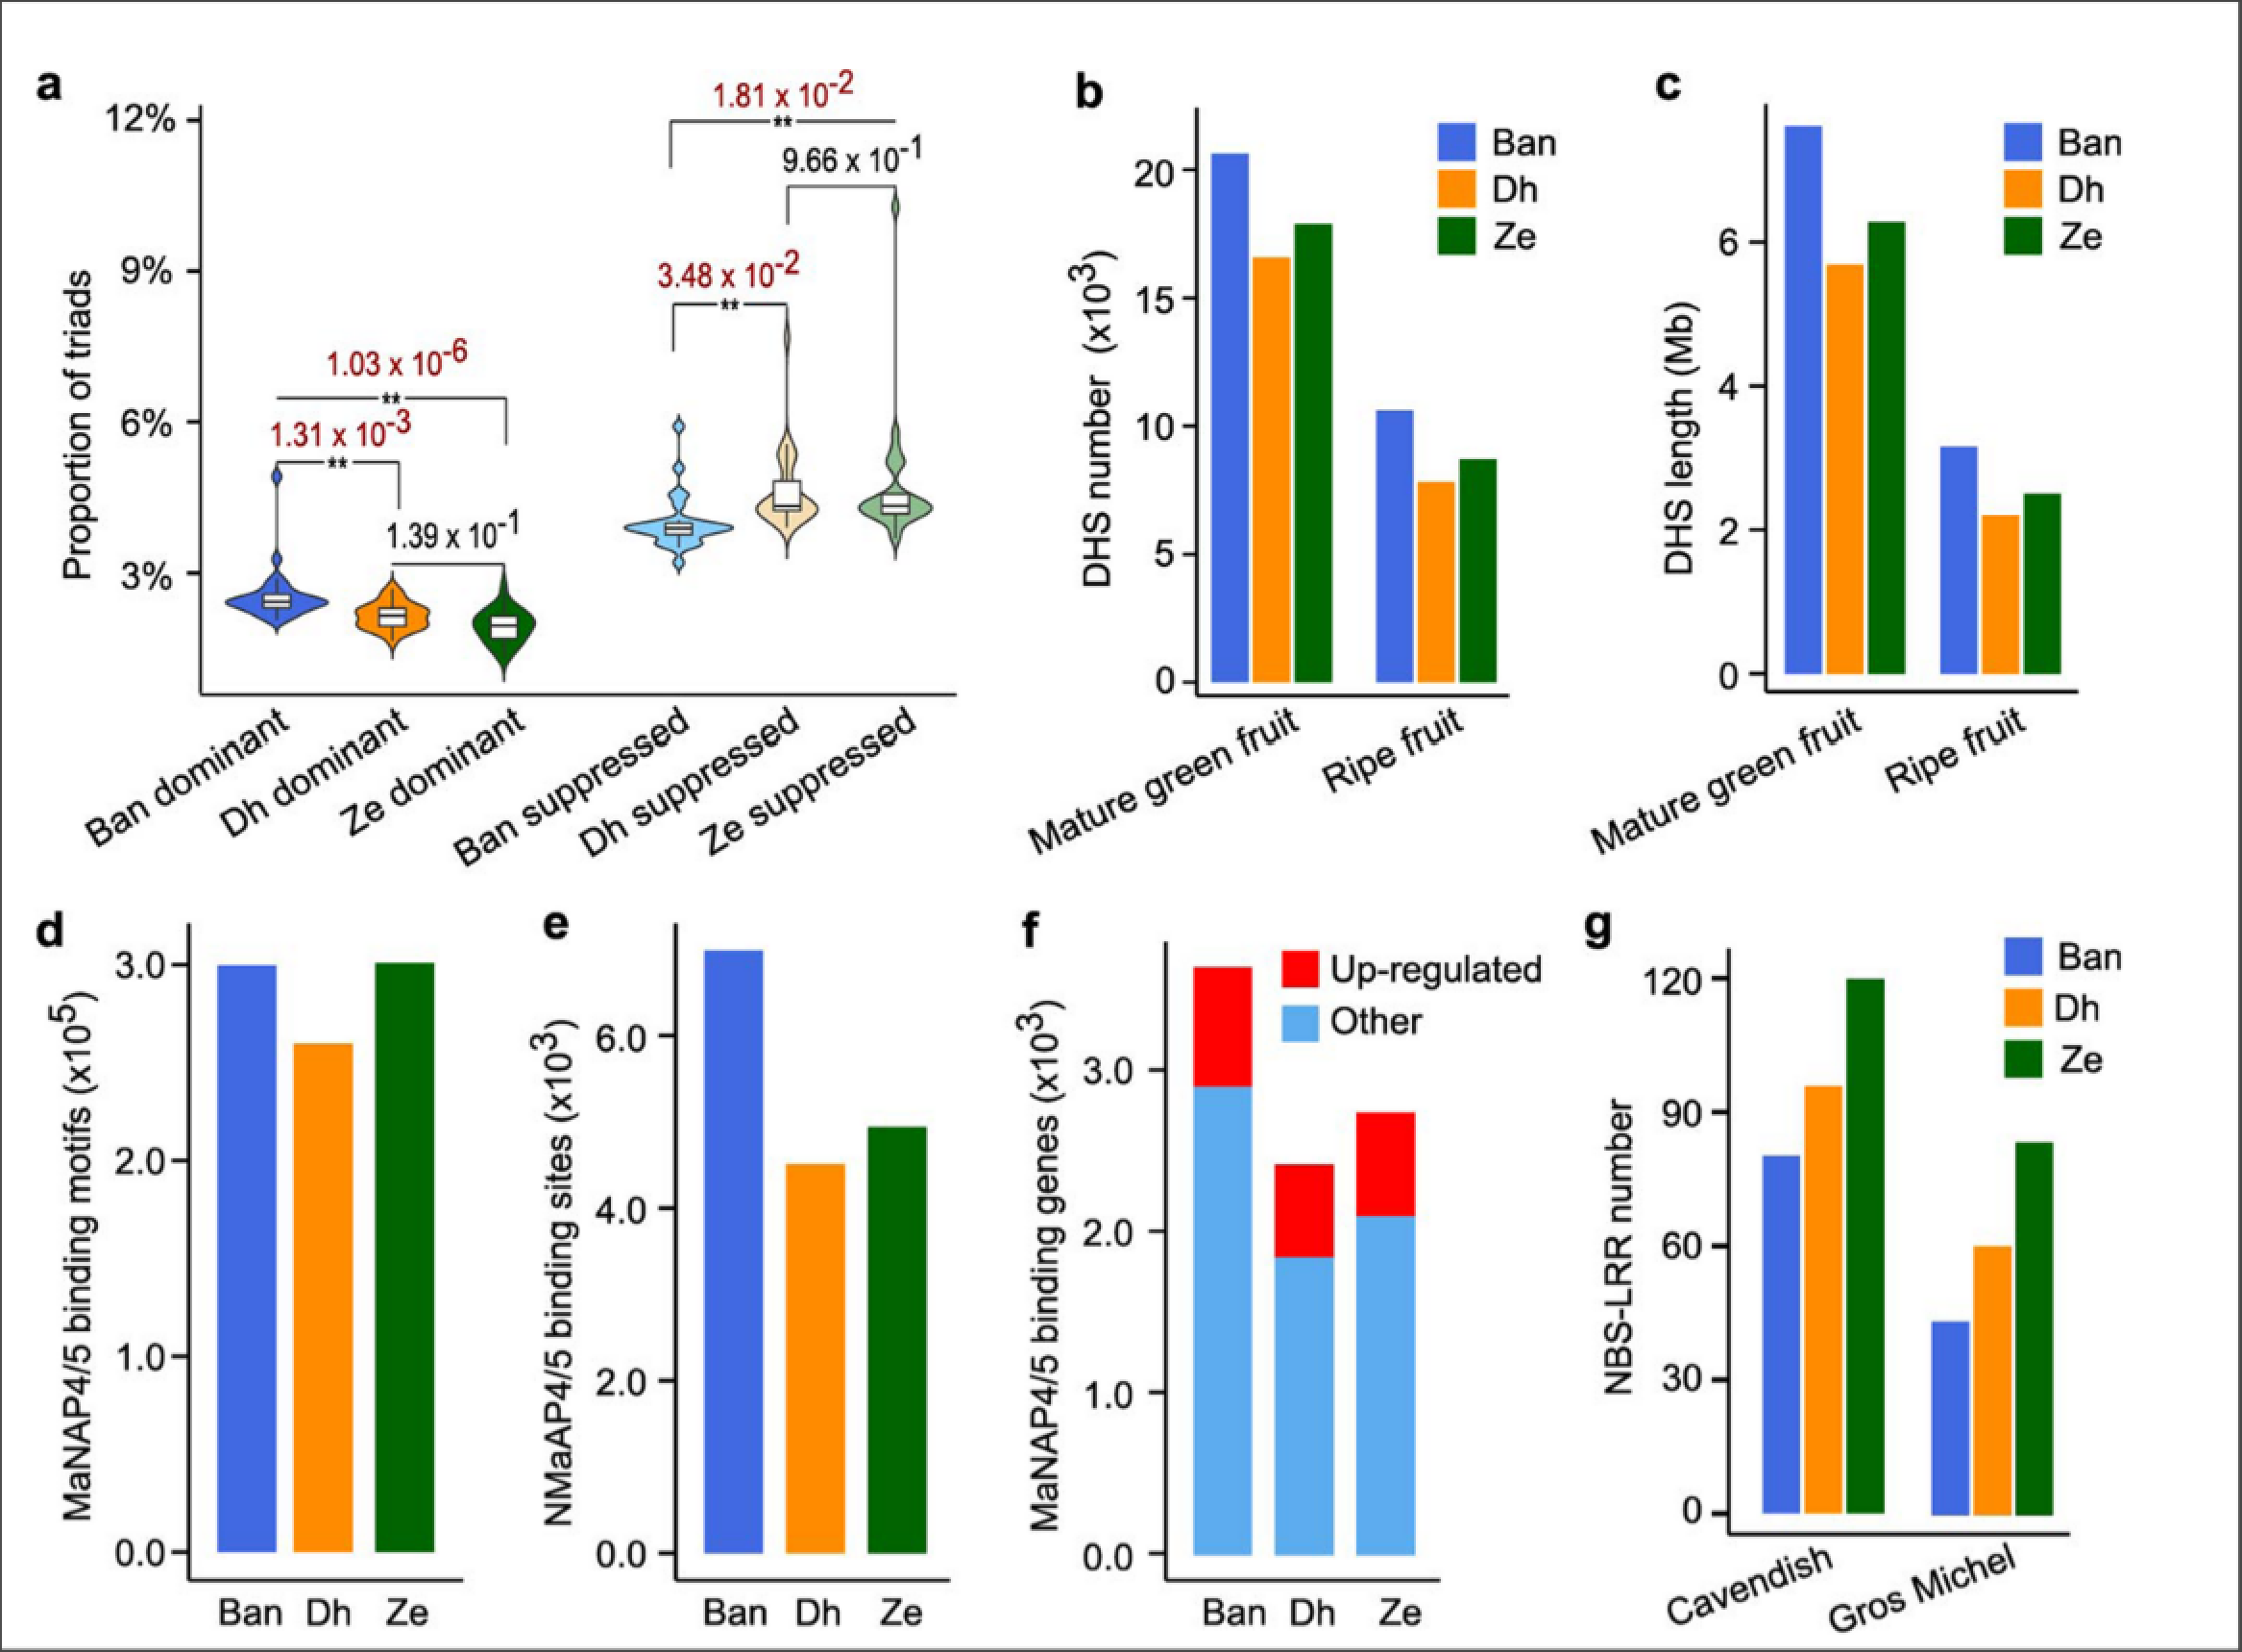 a
Proportion of triads
12%
9%
6%
3%
1.03 x 10-6
**
1.31 x 10-3
**
1.39 x 10-1
1.81 x 10-2
**
9.66 x 10-1
3.48 x 10-2
**
Ban dominant
Dh dominant
Ze dominant
Ban suppressed
Dh suppressed
Ze suppressed
b
DHS number (x103)
20
15
10
5
0
Ban
Dh
Ze
Mature green fruit
Ripe fruit
c
DHS length (Mb)
6
4
2
0
Ban
Dh
Ze
Mature green fruit
Ripe fruit
d
MaNAP4/5 binding motifs (x105)
3.0
2.0
1.0
0.0
Ban Dh Ze
e
NMaAP4/5 binding sites (x103)
6.0
4.0
2.0
0.0
Ban Dh Ze
f
MaNAP4/5 binding genes (x103)
3.0
2.0
1.0
0.0
Up-regulated
Other
Ban Dh Ze
g
NBS-LRR number
120
90
60
30
0
Ban
Dh
Ze
Cavendish
Gros Michel